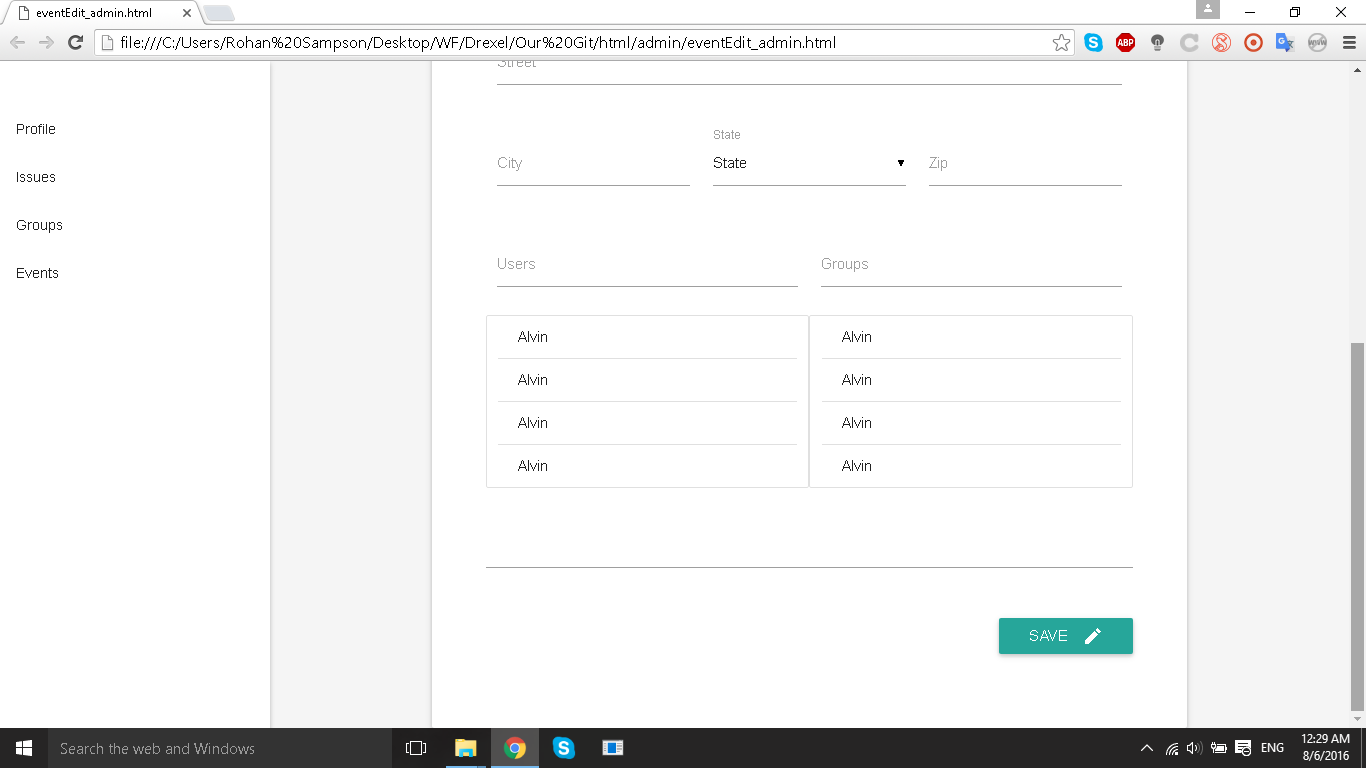 eventEdit_admin.html
file:///C:/Users/Rohan%20Sampson/Desktop/WF/Drexel/Our%20Git/html/admin/eventEdit_admin.html
ABP
Street
Profile
Issues
Groups
Events
State
City
State
Zip
Users
Groups
Alvin
Alvin
Alvin
Alvin
Alvin
Alvin
Alvin
Alvin
SAVE
Search the web and Windows
ENG
12:29 AM
8/6/2016